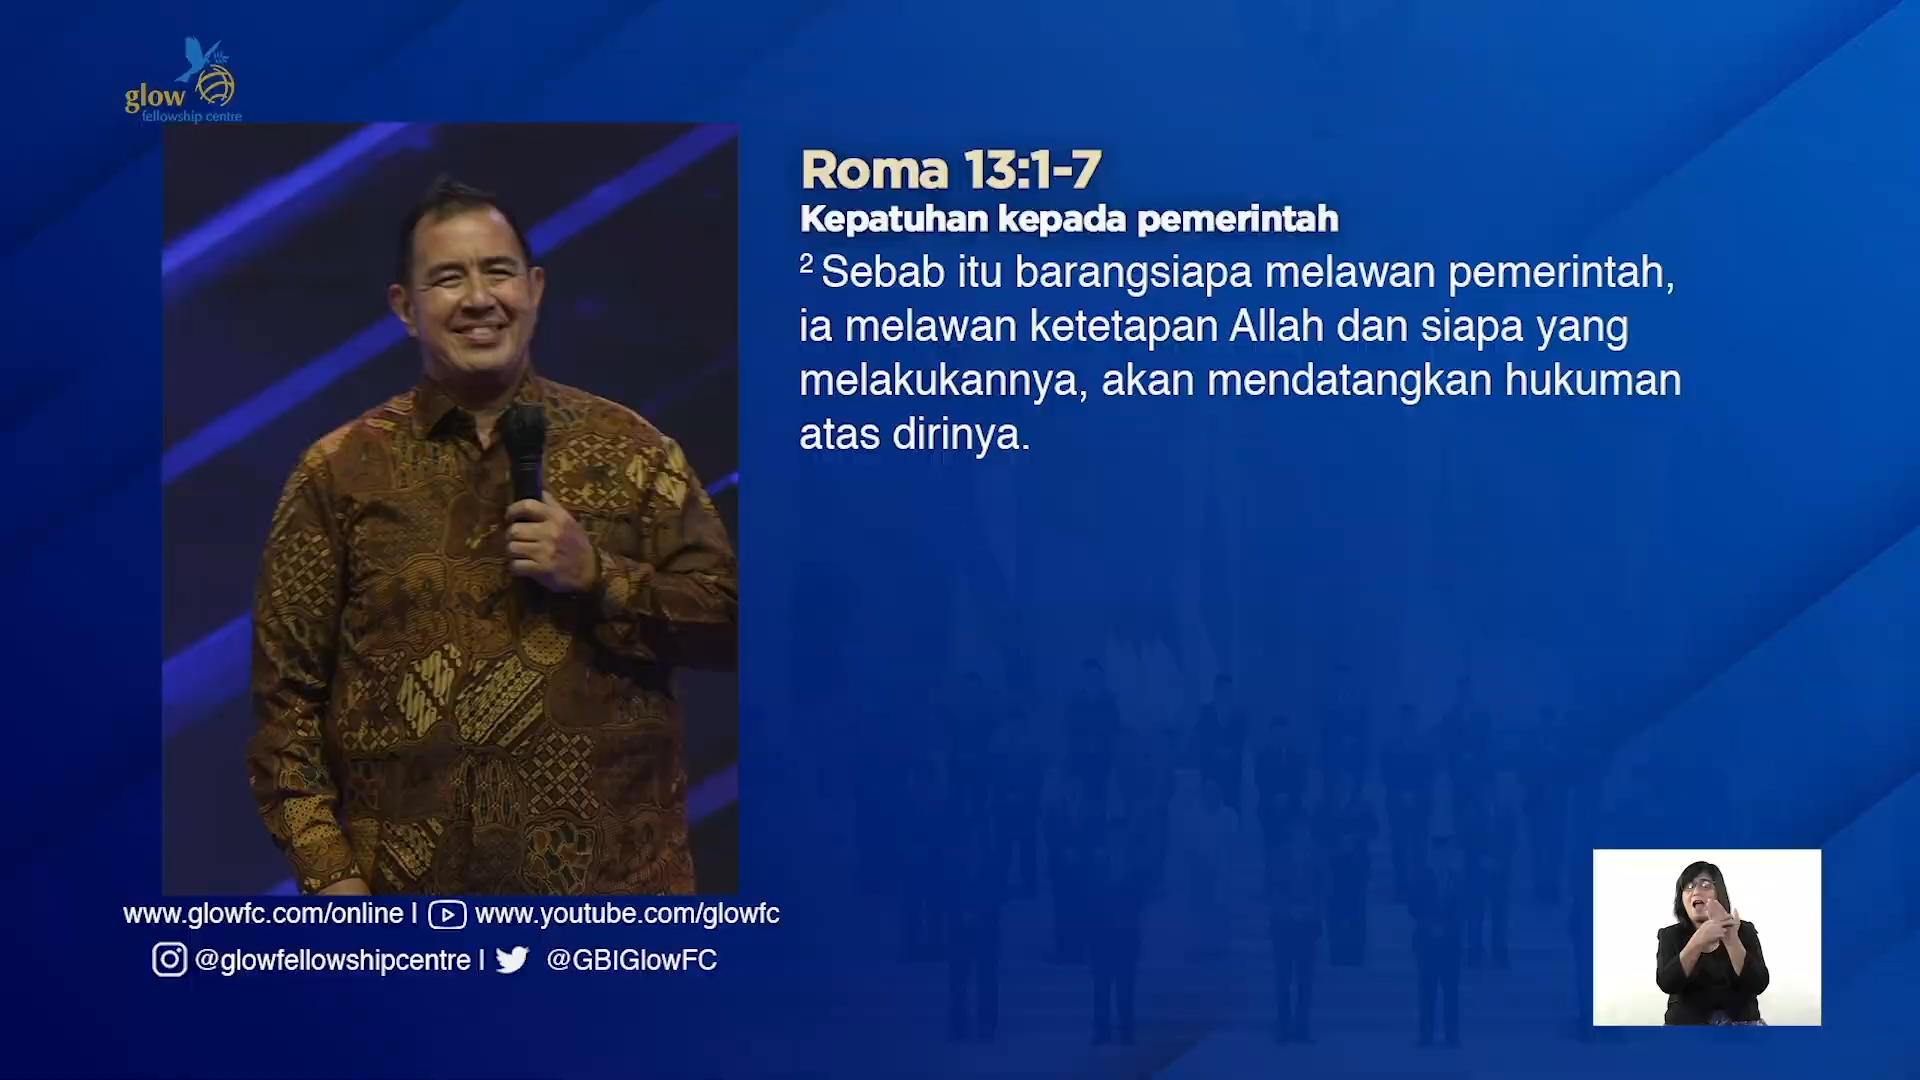 glow
fellowship centre
Roma 13:1-7
Kepatuhan kepada pemerintah
2 Sebab itu barangsiapa melawan pemerintah,
ia melawan ketetapan Allah dan siapa yang
melakukannya, akan mendatangkan hukuman
atas dirinya.
www.glowfc.com/online | www.youtube.com/glowfc
@glowfellowshipcentre | @GBIGlowFC